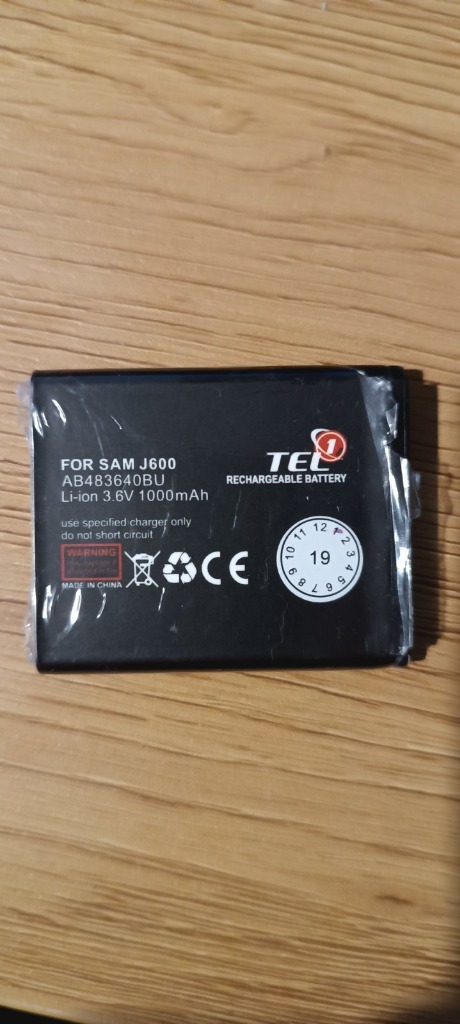 FOR SAM J600
AB483640BU
Li-ion 3.6V 1000mAh
use specified charger only
do not short circuit
WARNING
MADE IN CHINA
CE
TEL1
RECHARGEABLE BATTERY
12 1 2 3 4 5 6 7 8 9 10 11
19